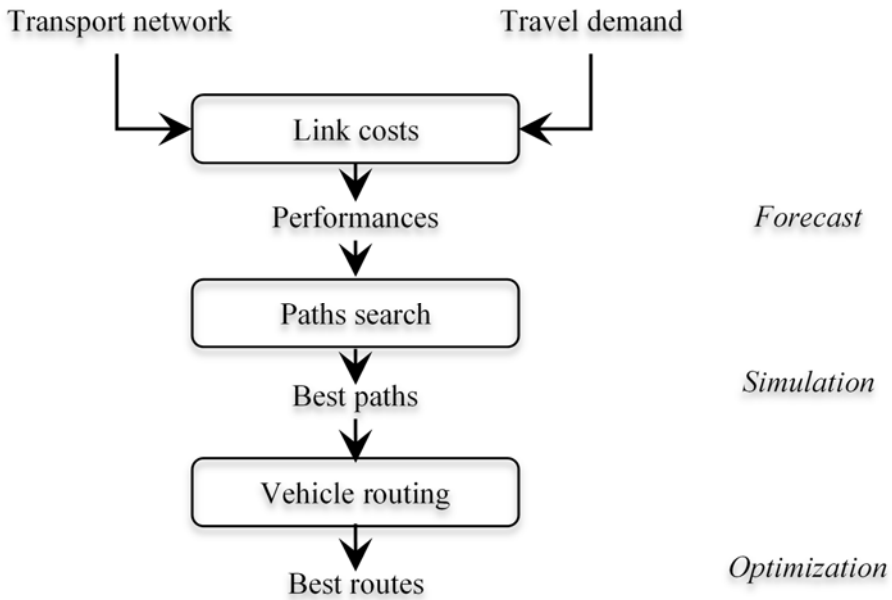 Transport network
Travel demand
Link costs
Performances
Forecast
Paths search
Simulation
Best paths
Vehicle routing
Optimization
Best routes